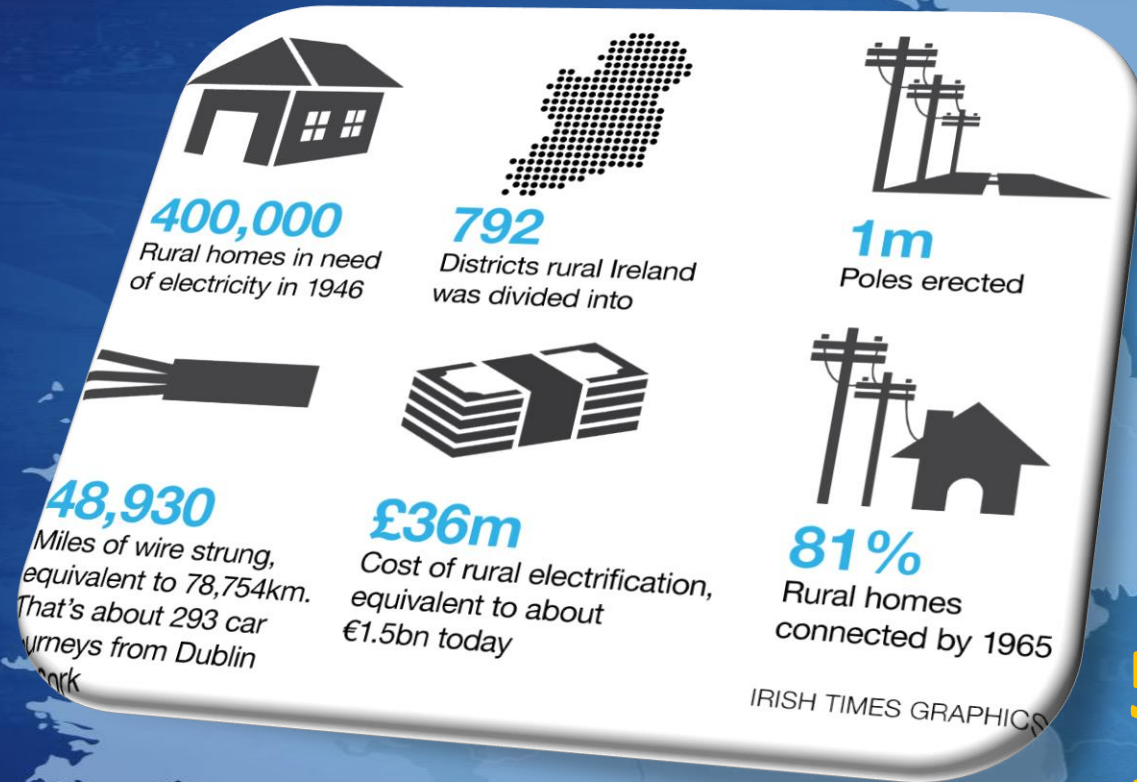 400,000
Rural homes in need
of electricity in 1946
792
Districts rural Ireland
was divided into
1m
Poles erected
48,930
Miles of wire strung,
equivalent to 78,754km.
That's about 293 car
urneys from Dublin
ork
£36m
Cost of rural electrification,
equivalent to about
€1.5bn today
81%
Rural homes
connected by 1965
IRISH TIMES GRAPHICS